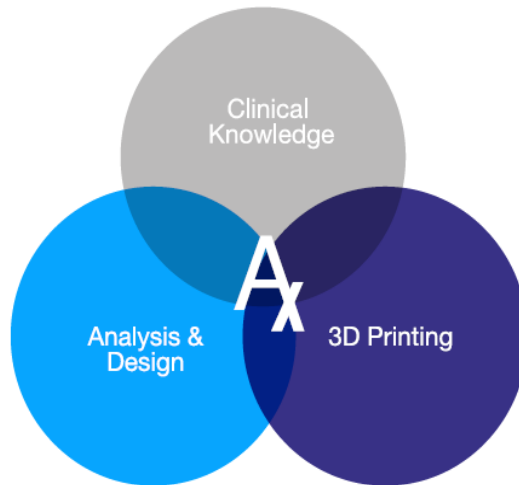 Clinical
Knowledge
Ax
Analysis &
Design
3D Printing